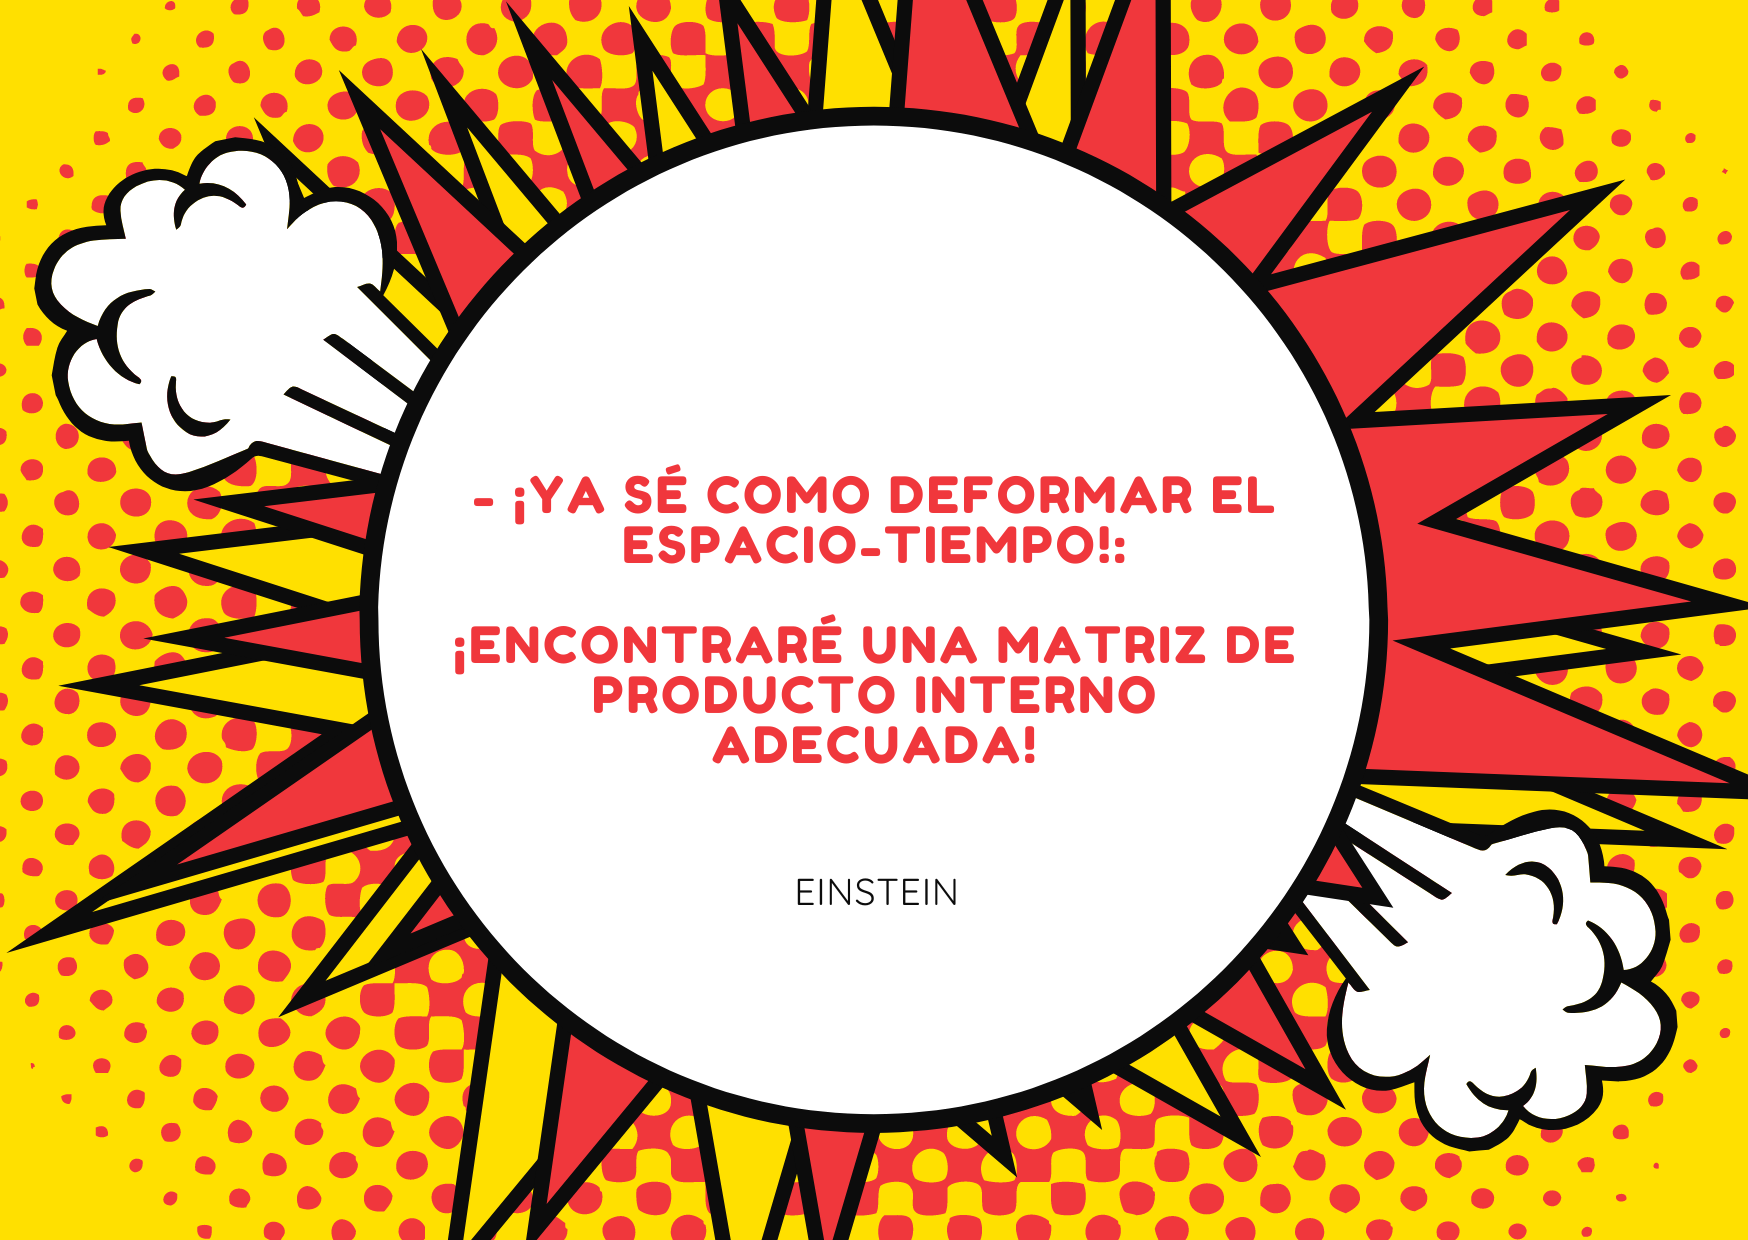 - ¡YA SÉ COMO DEFORMAR EL
ESPACIO-TIEMPO!:
¡ENCONTRARÉ UNA MATRIZ DE
PRODUCTO INTERNO
ADECUADA!
EINSTEIN